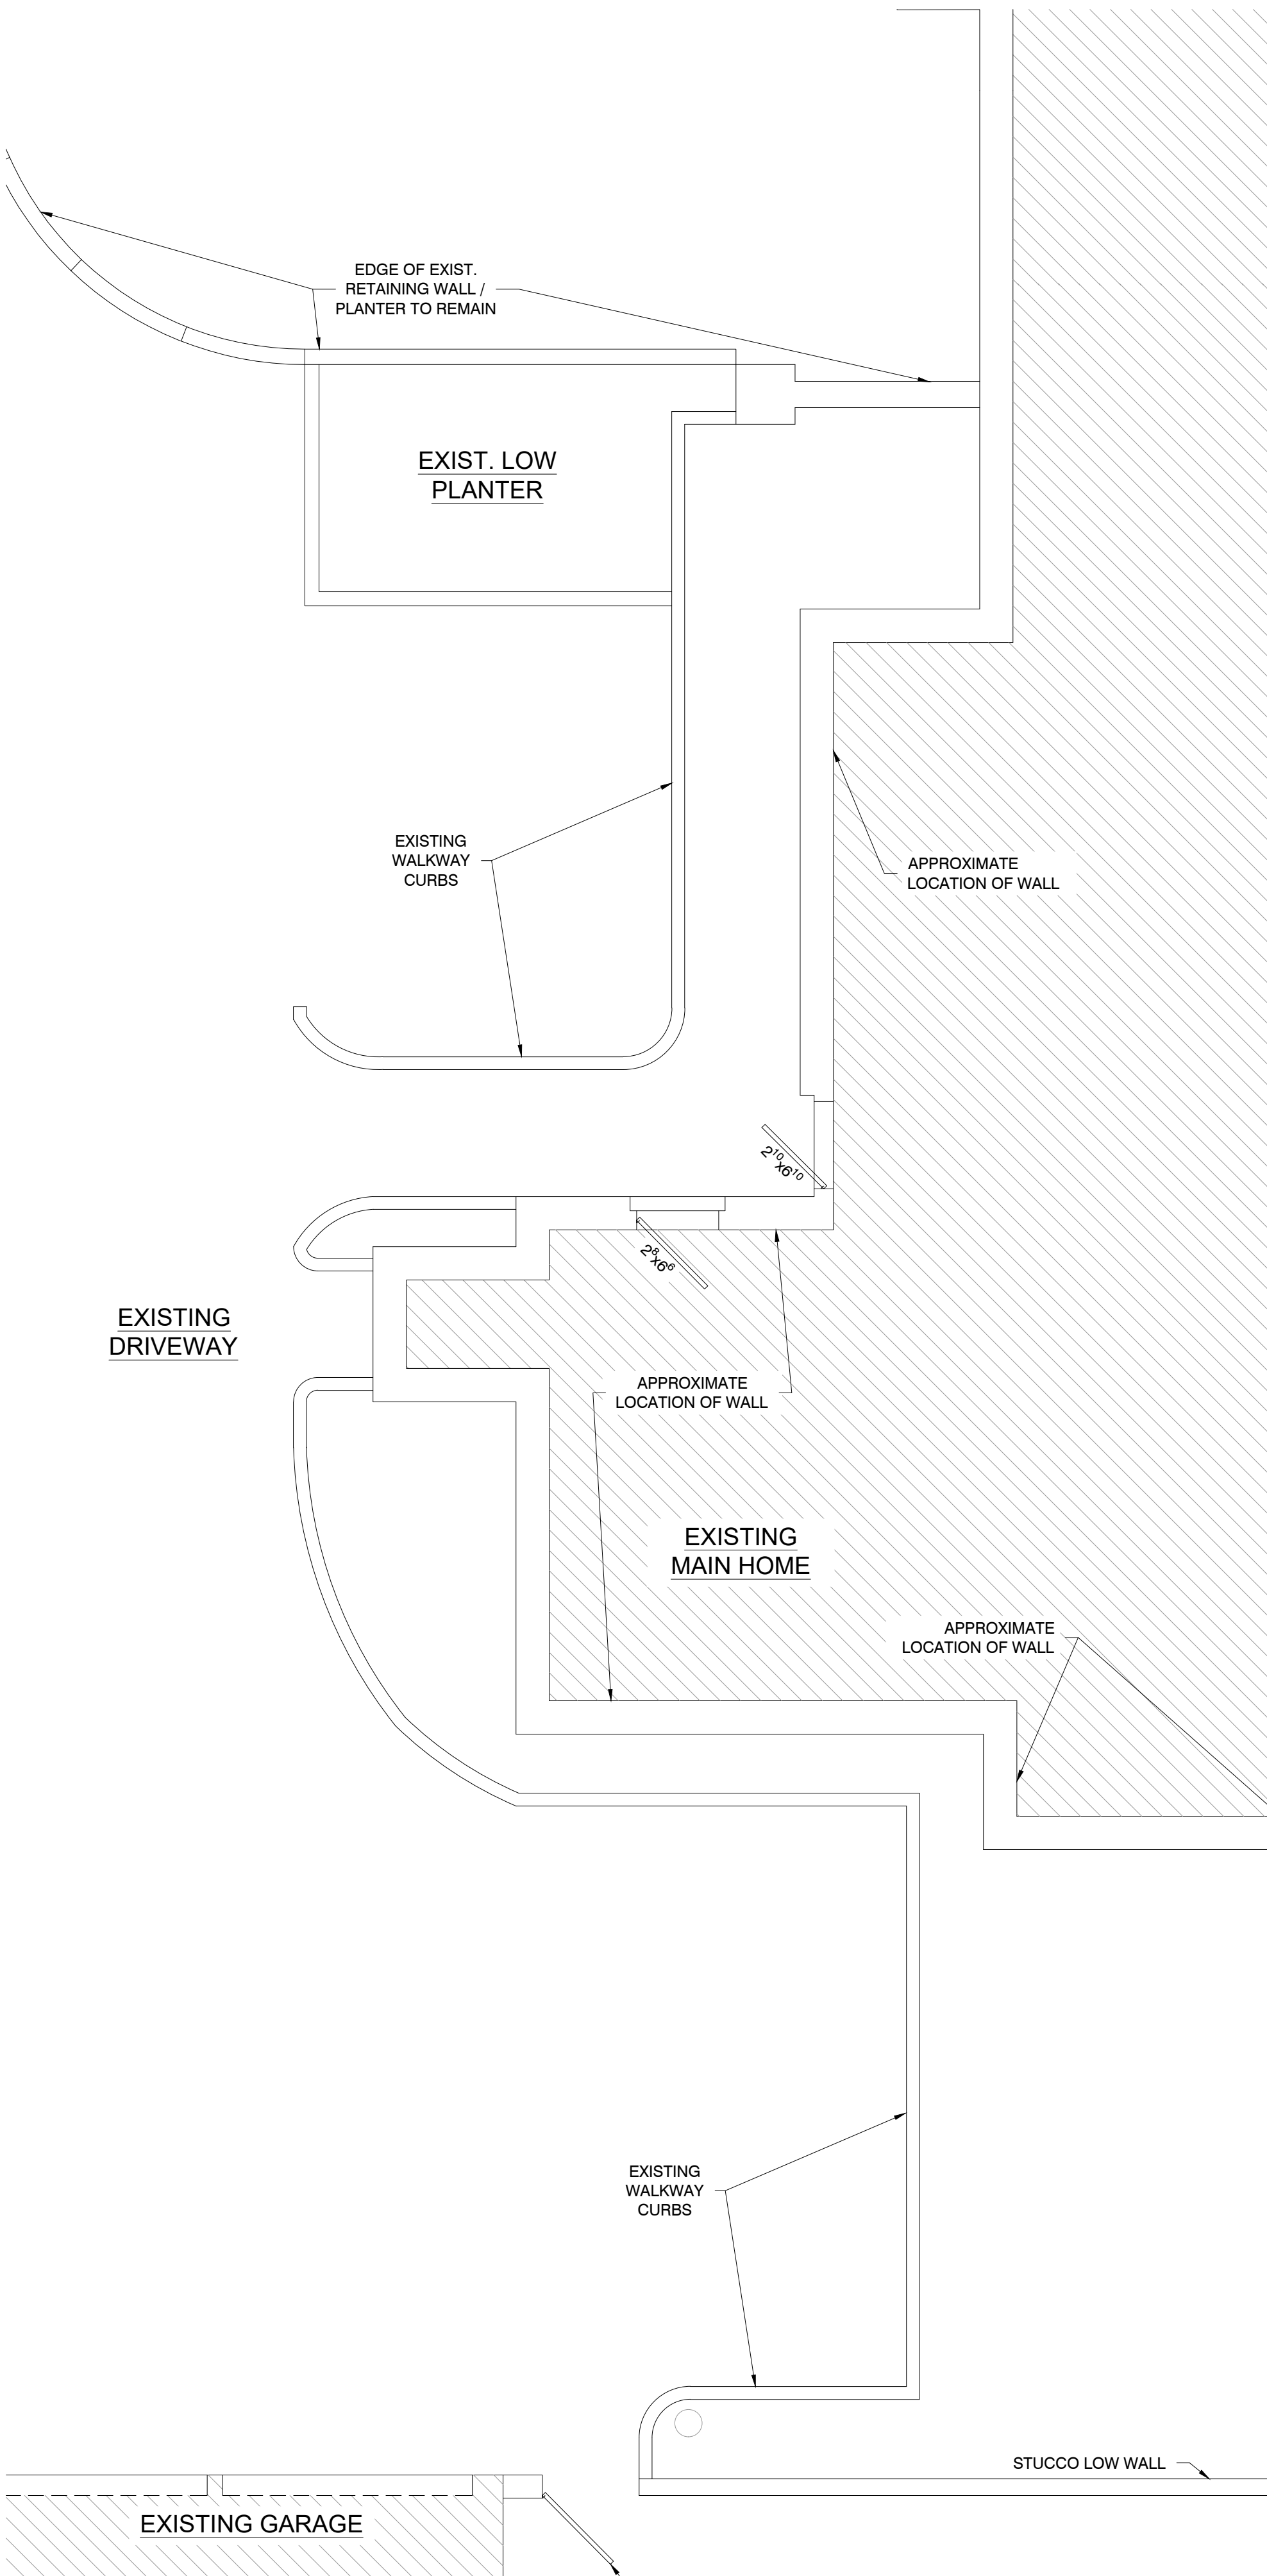 EDGE OF EXIST.
RETAINING WALL /
PLANTER TO REMAIN
EXIST. LOW
PLANTER
EXISTING
WALKWAY
CURBS
APPROXIMATE
LOCATION OF WALL
2¹⁰x6¹⁰
2⁸x6⁶
EXISTING
DRIVEWAY
APPROXIMATE
LOCATION OF WALL
EXISTING
MAIN HOME
APPROXIMATE
LOCATION OF WALL
EXISTING
WALKWAY
CURBS
STUCCO LOW WALL
EXISTING GARAGE